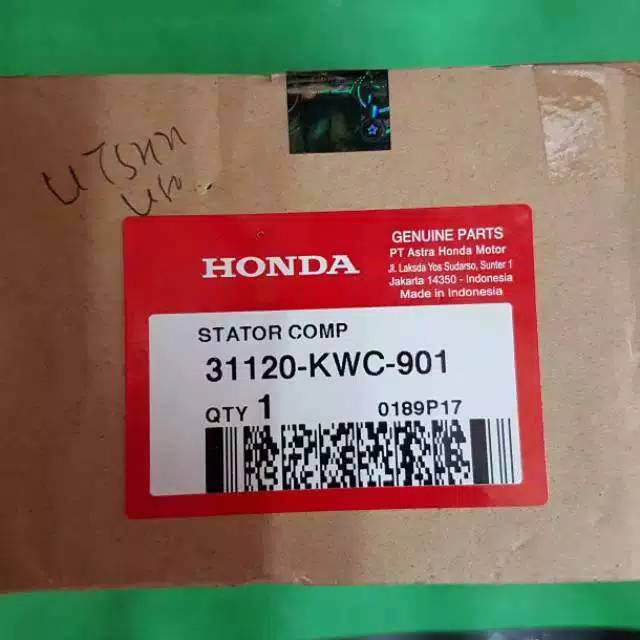 HONDA
GENUINE PARTS
PT Astra Honda Motor
Jl. Laksda Yos Sudarso, Sunter 1
Jakarta 14350 - Indonesia
Made in Indonesia
STATOR COMP
31120-KWC-901
QTY 1 0189P17